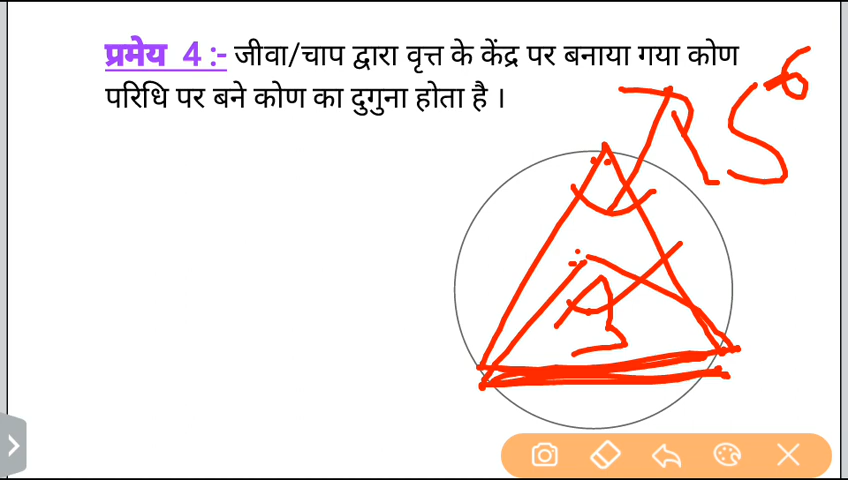 प्रमेय 4 :- जीवा/चाप द्वारा वृत्त के केंद्र पर बनाया गया कोण
परिधि पर बने कोण का दुगुना होता है ।